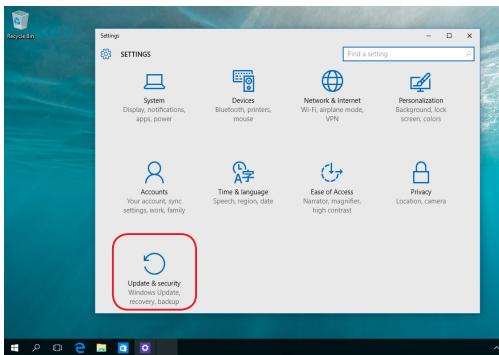 Recycle Bin
Settings
SETTINGS
Find a setting
System
Display, notifications,
apps, power
Devices
Bluetooth, printers,
mouse
Network & Internet
Wi-Fi, airplane mode,
VPN
Personalization
Background, lock
screen, colors
Accounts
Your account, sync
settings, work, family
Time & language
Speech, region, date
Ease of Access
Narrator, magnifier,
high contrast
Privacy
Location, camera
Update & security
Windows Update,
recovery, backup